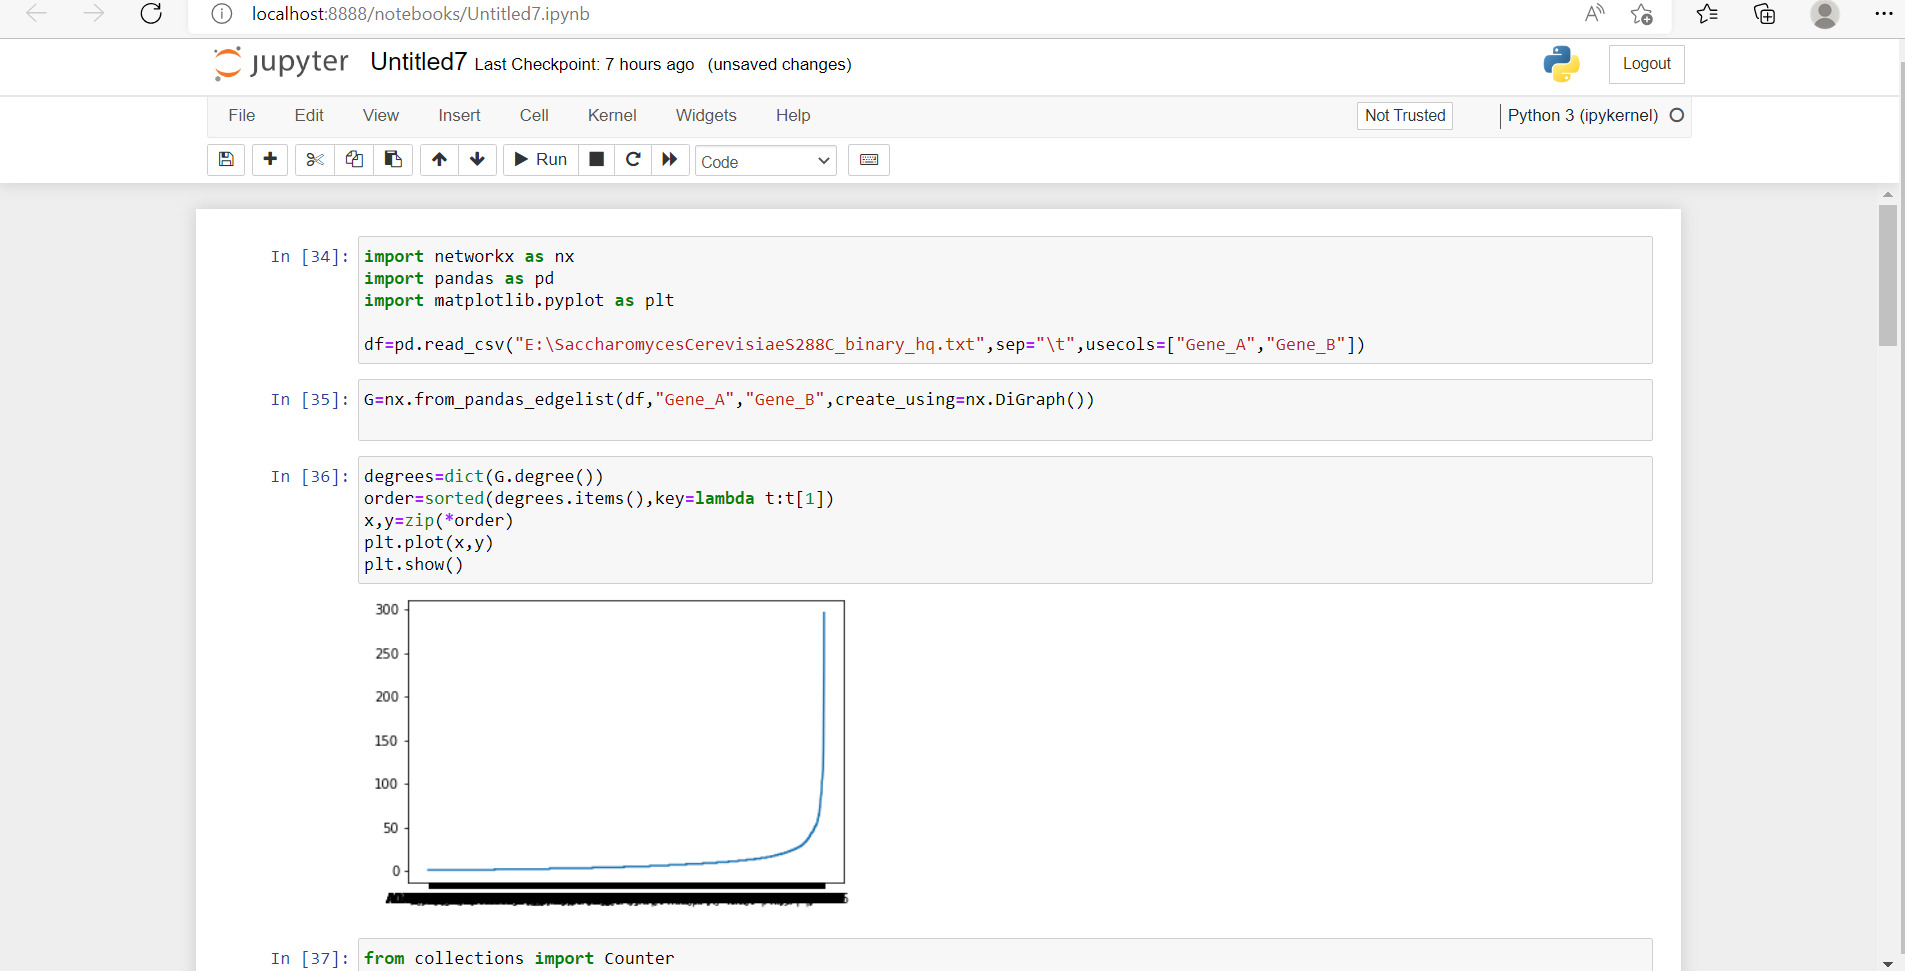 localhost:8888/notebooks/Untitled7.ipynb
jupyter Untitled7 Last Checkpoint: 7 hours ago (unsaved changes)
Logout
File Edit View Insert Cell Kernel Widgets Help
Not Trusted
Python 3 (ipykernel)
Run
Code
In [34]:
import networkx as nx
import pandas as pd
import matplotlib.pyplot as plt
df=pd.read_csv("E:\SaccharomycesCerevisiaeS288C_binary_hq.txt",sep="\t",usecols=["Gene_A","Gene_B"])
In [35]:
G=nx.from_pandas_edgelist(df,"Gene_A","Gene_B",create_using=nx.DiGraph())
In [36]:
degrees=dict(G.degree())
order=sorted(degrees.items(),key=lambda t:t[1])
x,y=zip(*order)
plt.plot(x,y)
plt.show()
300
250
200
150
100
50
0
In [37]:
from collections import Counter